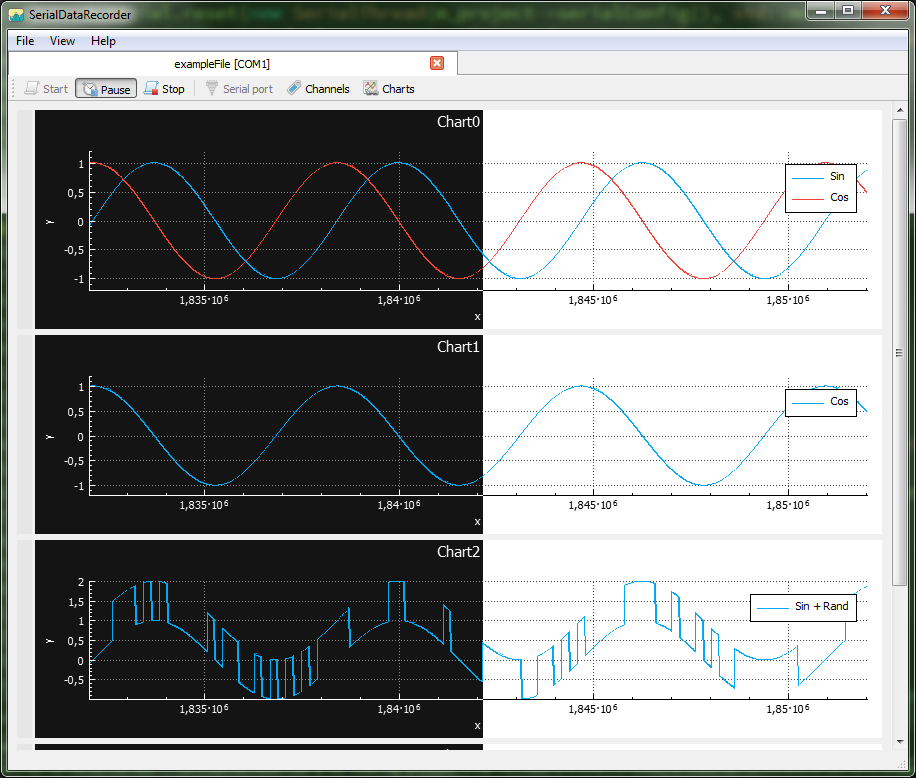 SerialDataRecorder
File View Help
exampleFile [COM1]
Start Pause Stop Serial port Channels Charts
Chart0
1
0,5
0
-0,5
-1
Y
Sin
Cos
1,835·10⁶ 1,84·10⁶ 1,845·10⁶ 1,85·10⁶
x
Chart1
1
0,5
0
-0,5
-1
Y
Cos
1,835·10⁶ 1,84·10⁶ 1,845·10⁶ 1,85·10⁶
x
Chart2
2
1,5
1
0,5
0
-0,5
Y
Sin + Rand
1,835·10⁶ 1,84·10⁶ 1,845·10⁶ 1,85·10⁶
x